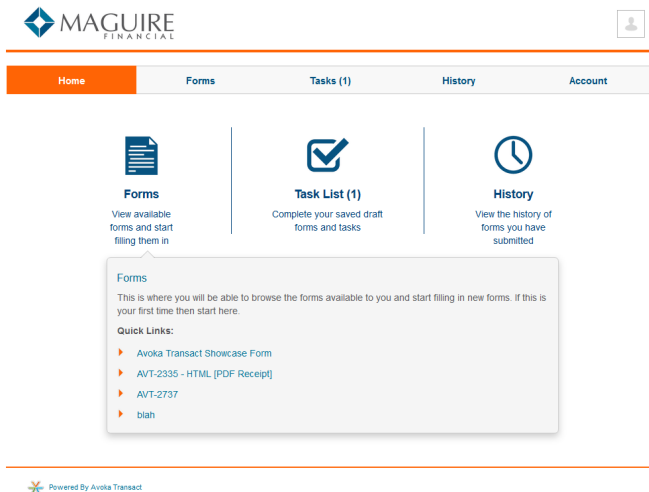 MAGUIRE
FINANCIAL
Home Forms Tasks (1) History Account
Forms
View available
forms and start
filling them in
Task List (1)
Complete your saved draft
forms and tasks
History
View the history of
forms you have
submitted
Forms
This is where you will be able to browse the forms available to you and start filling in new forms. If this is
your first time then start here.
Quick Links:
Avoka Transact Showcase Form
AVT-2335 - HTML [PDF Receipt]
AVT-2737
blah
Powered By Avoka Transact